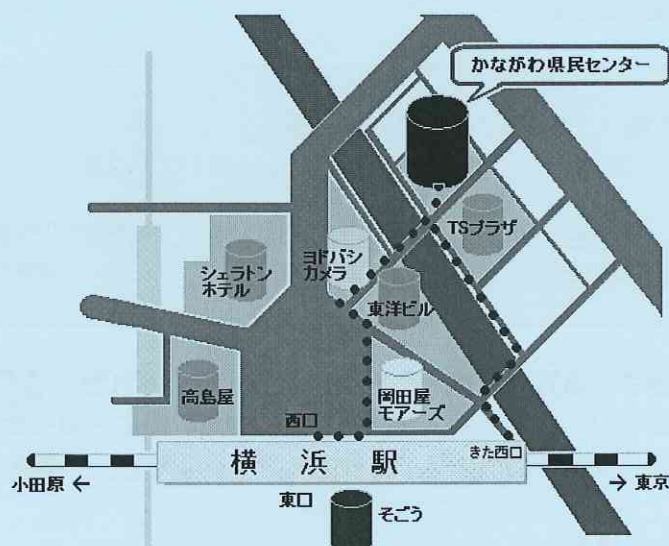 かながわ県民センター
TSプラザ
ヨドバシ
カメラ
シェラトン
ホテル
東洋ビル
高島屋
岡田屋
モアーズ
西口
きた西口
横浜駅
小田原 ←
→ 東京
東口
そごう